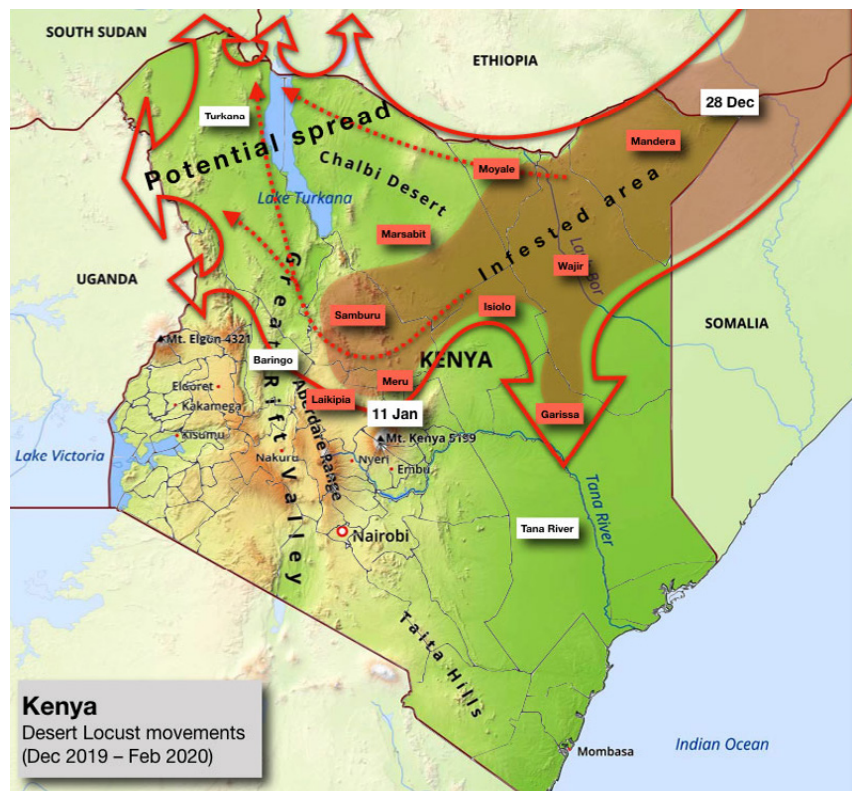 SOUTH SUDAN
ETHIOPIA
28 Dec
Turkana
Mandera
Potential spread
Chalbi Desert
Moyale
Lake Turkana
Infested area
Marsabit
UGANDA
Wajir
Great Rift Valley
Samburu
Isiolo
SOMALIA
Mt. Elgon 4321
Baringo
KENYA
Meru
Eldoret
Laikipia
Kakamega
11 Jan
Garissa
Aberdare Range
Kisumu
Mt. Kenya 5199
Lake Victoria
Nakuru
Nyeri
Embu
Tana River
Tana River
Nairobi
Taita Hills
Kenya
Desert Locust movements
(Dec 2019 – Feb 2020)
Mombasa
Indian Ocean